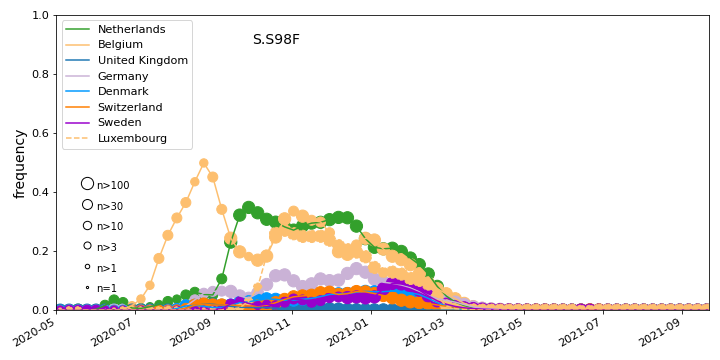 S.S98F
Netherlands
Belgium
United Kingdom
Germany
Denmark
Switzerland
Sweden
Luxembourg
n>100
n>30
n>10
n>3
n>1
n=1
frequency
1.0
0.8
0.6
0.4
0.2
0.0
2020-05
2020-07
2020-09
2020-11
2021-01
2021-03
2021-05
2021-07
2021-09